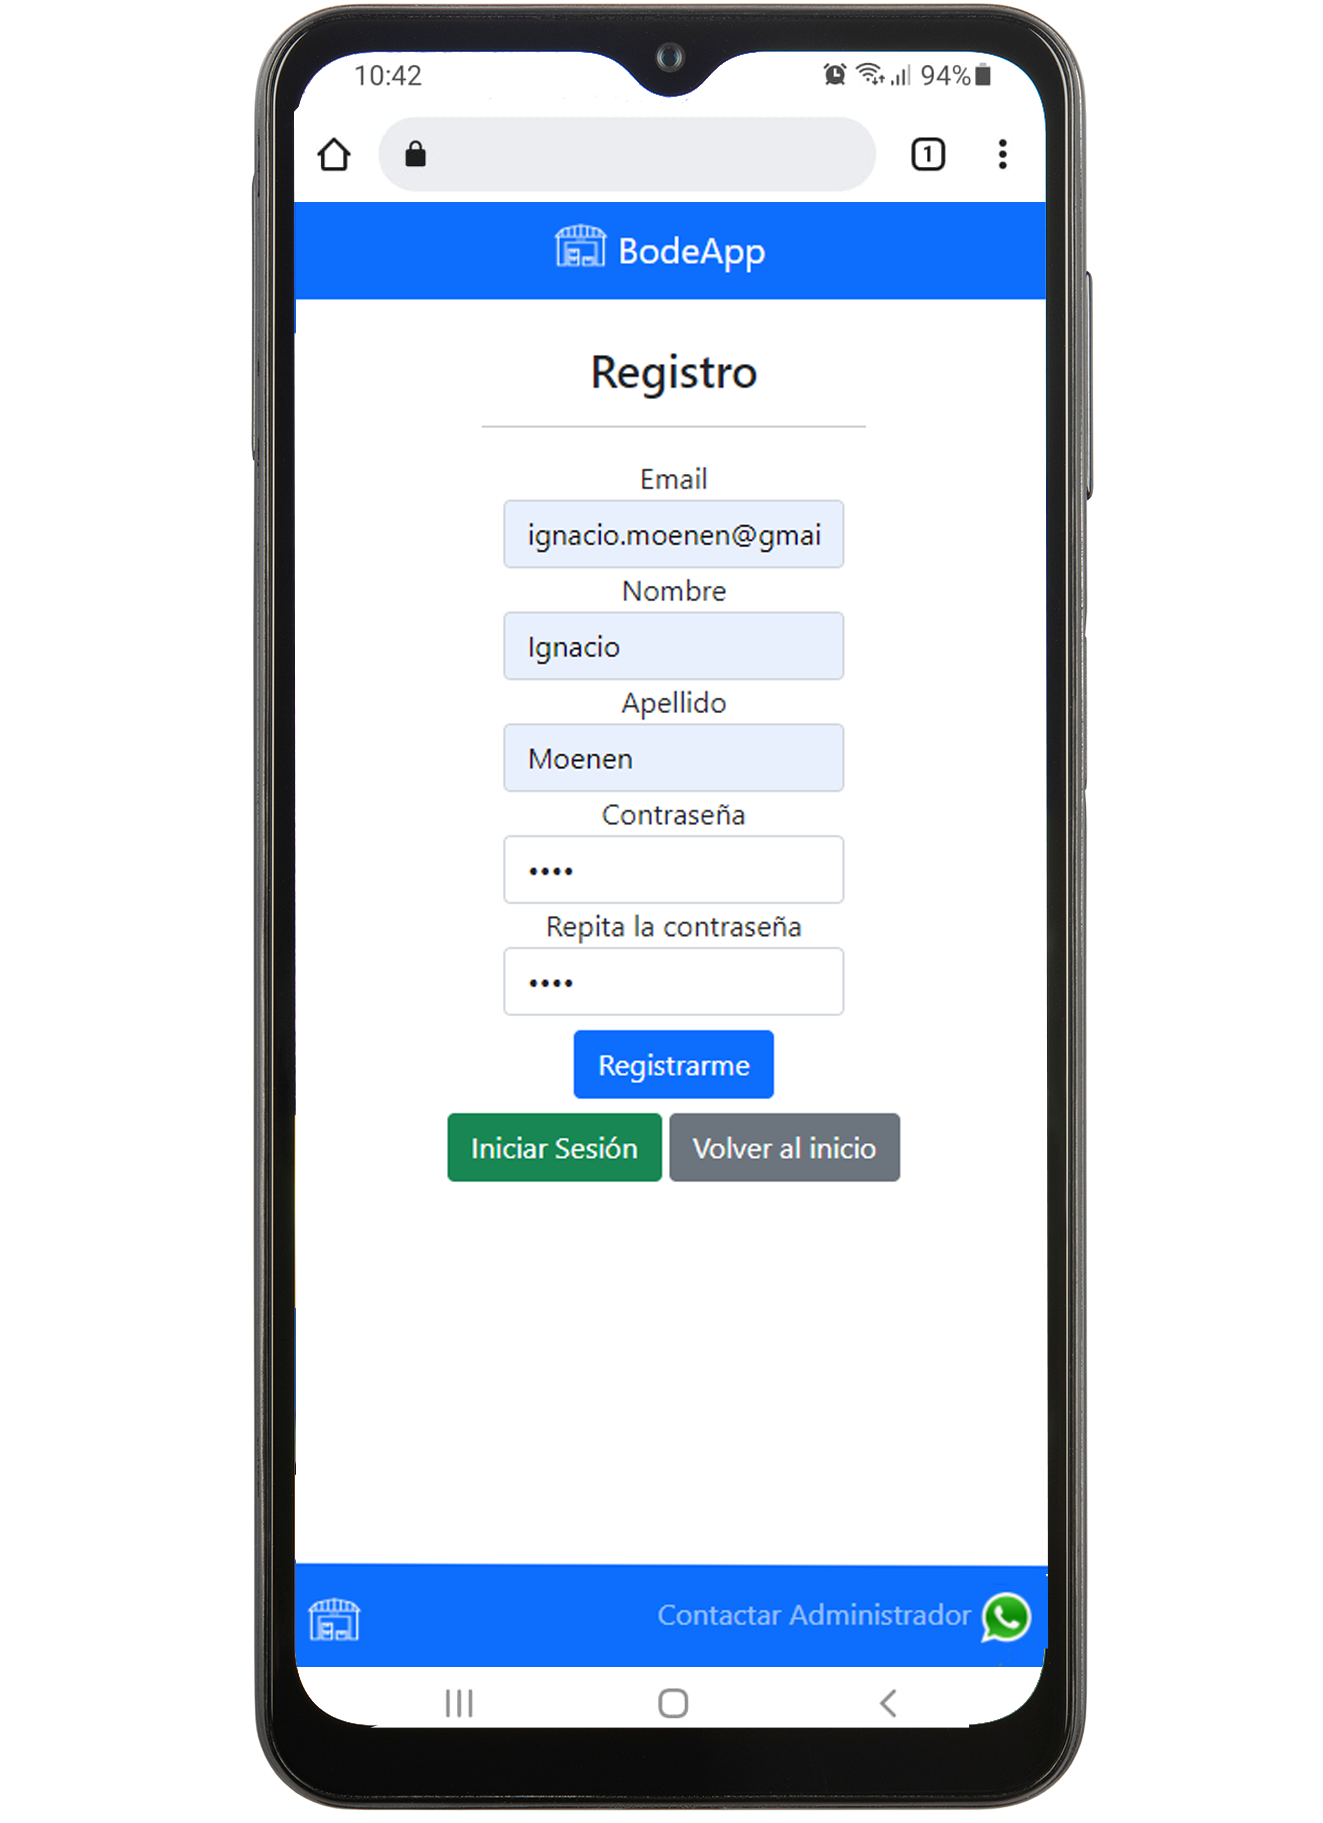 10:42
94%
1
BodeApp
Registro
Email
ignacio.moenen@gmai
Nombre
Ignacio
Apellido
Moenen
Contraseña
••••
Repita la contraseña
••••
Registrarme
Iniciar Sesión Volver al inicio
Contactar Administrador